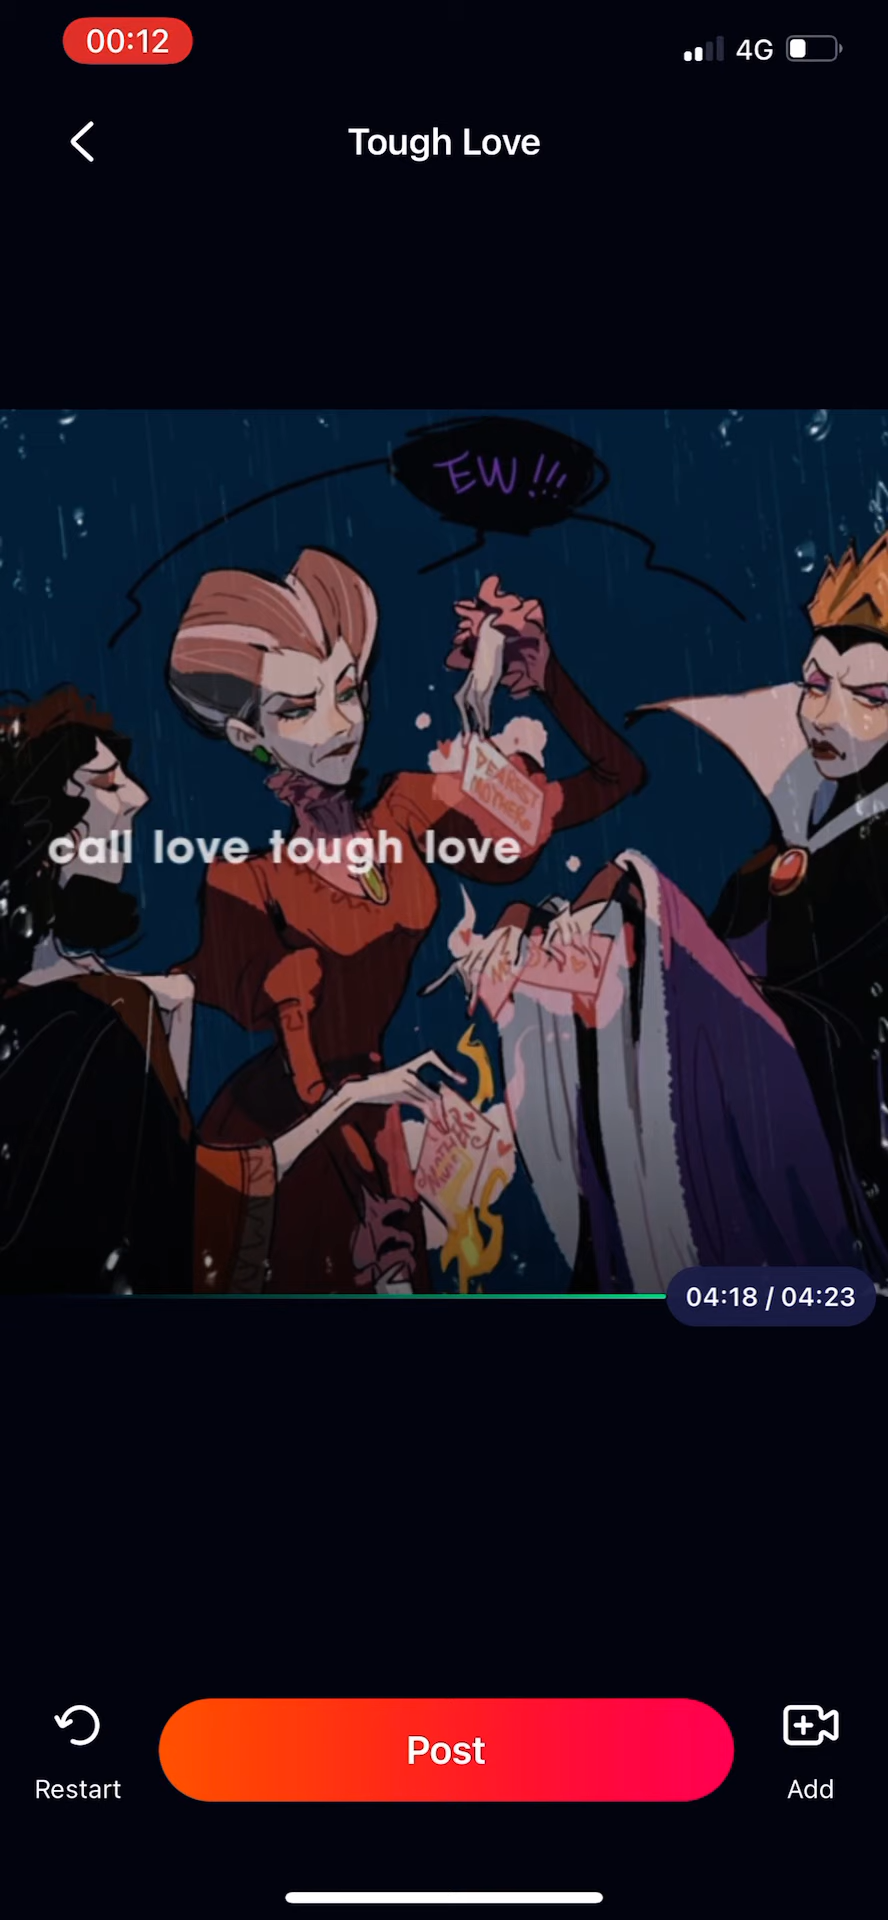 00:12
4G
Tough Love
EW!!!
DEAREST
MOTHER
call love tough love
04:18 / 04:23
Post
Restart
Add